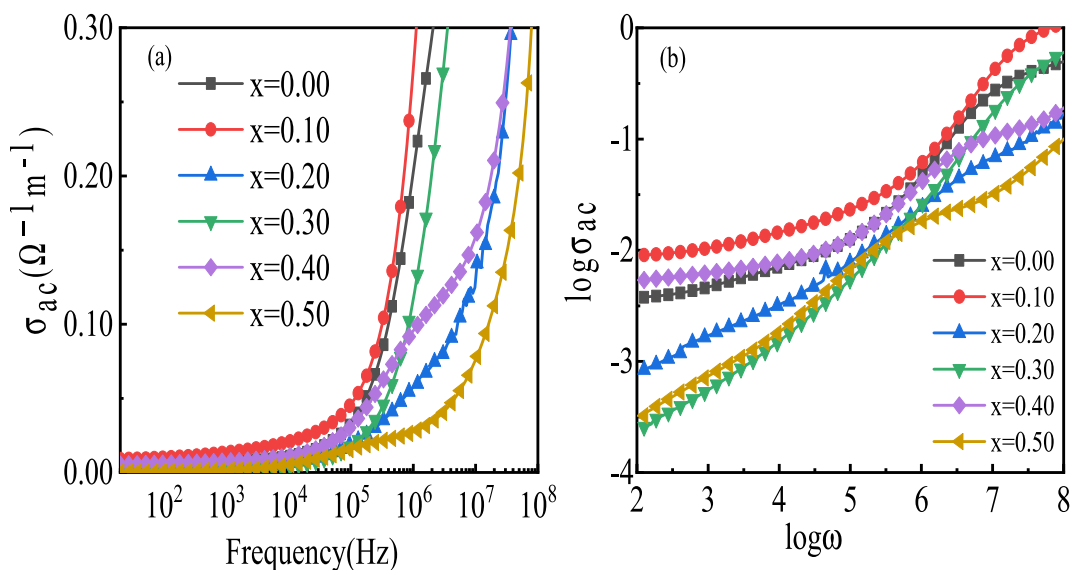 (a)
x=0.00
x=0.10
x=0.20
x=0.30
x=0.40
x=0.50
0.30
0.20
0.10
0.00
σac(Ω⁻¹m⁻¹)
10² 10³ 10⁴ 10⁵ 10⁶ 10⁷ 10⁸
Frequency(Hz)
(b)
0
-1
-2
-3
-4
logσac
x=0.00
x=0.10
x=0.20
x=0.30
x=0.40
x=0.50
2 3 4 5 6 7 8
logω